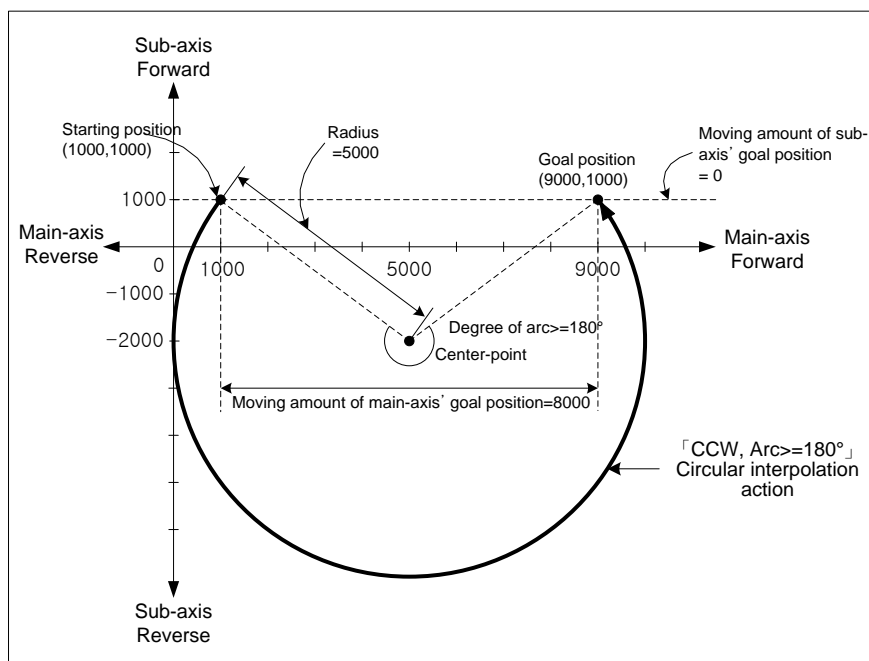 Sub-axis
Forward
Starting position
(1000,1000)
Radius
=5000
Goal position
(9000,1000)
Moving amount of sub-
axis' goal position
= 0
1000
Main-axis
Reverse
0
1000
5000
9000
Main-axis
Forward
−1000
−2000
Degree of arc>=180°
Center-point
Moving amount of main-axis' goal position=8000
「CCW, Arc>=180°」
Circular interpolation
action
Sub-axis
Reverse